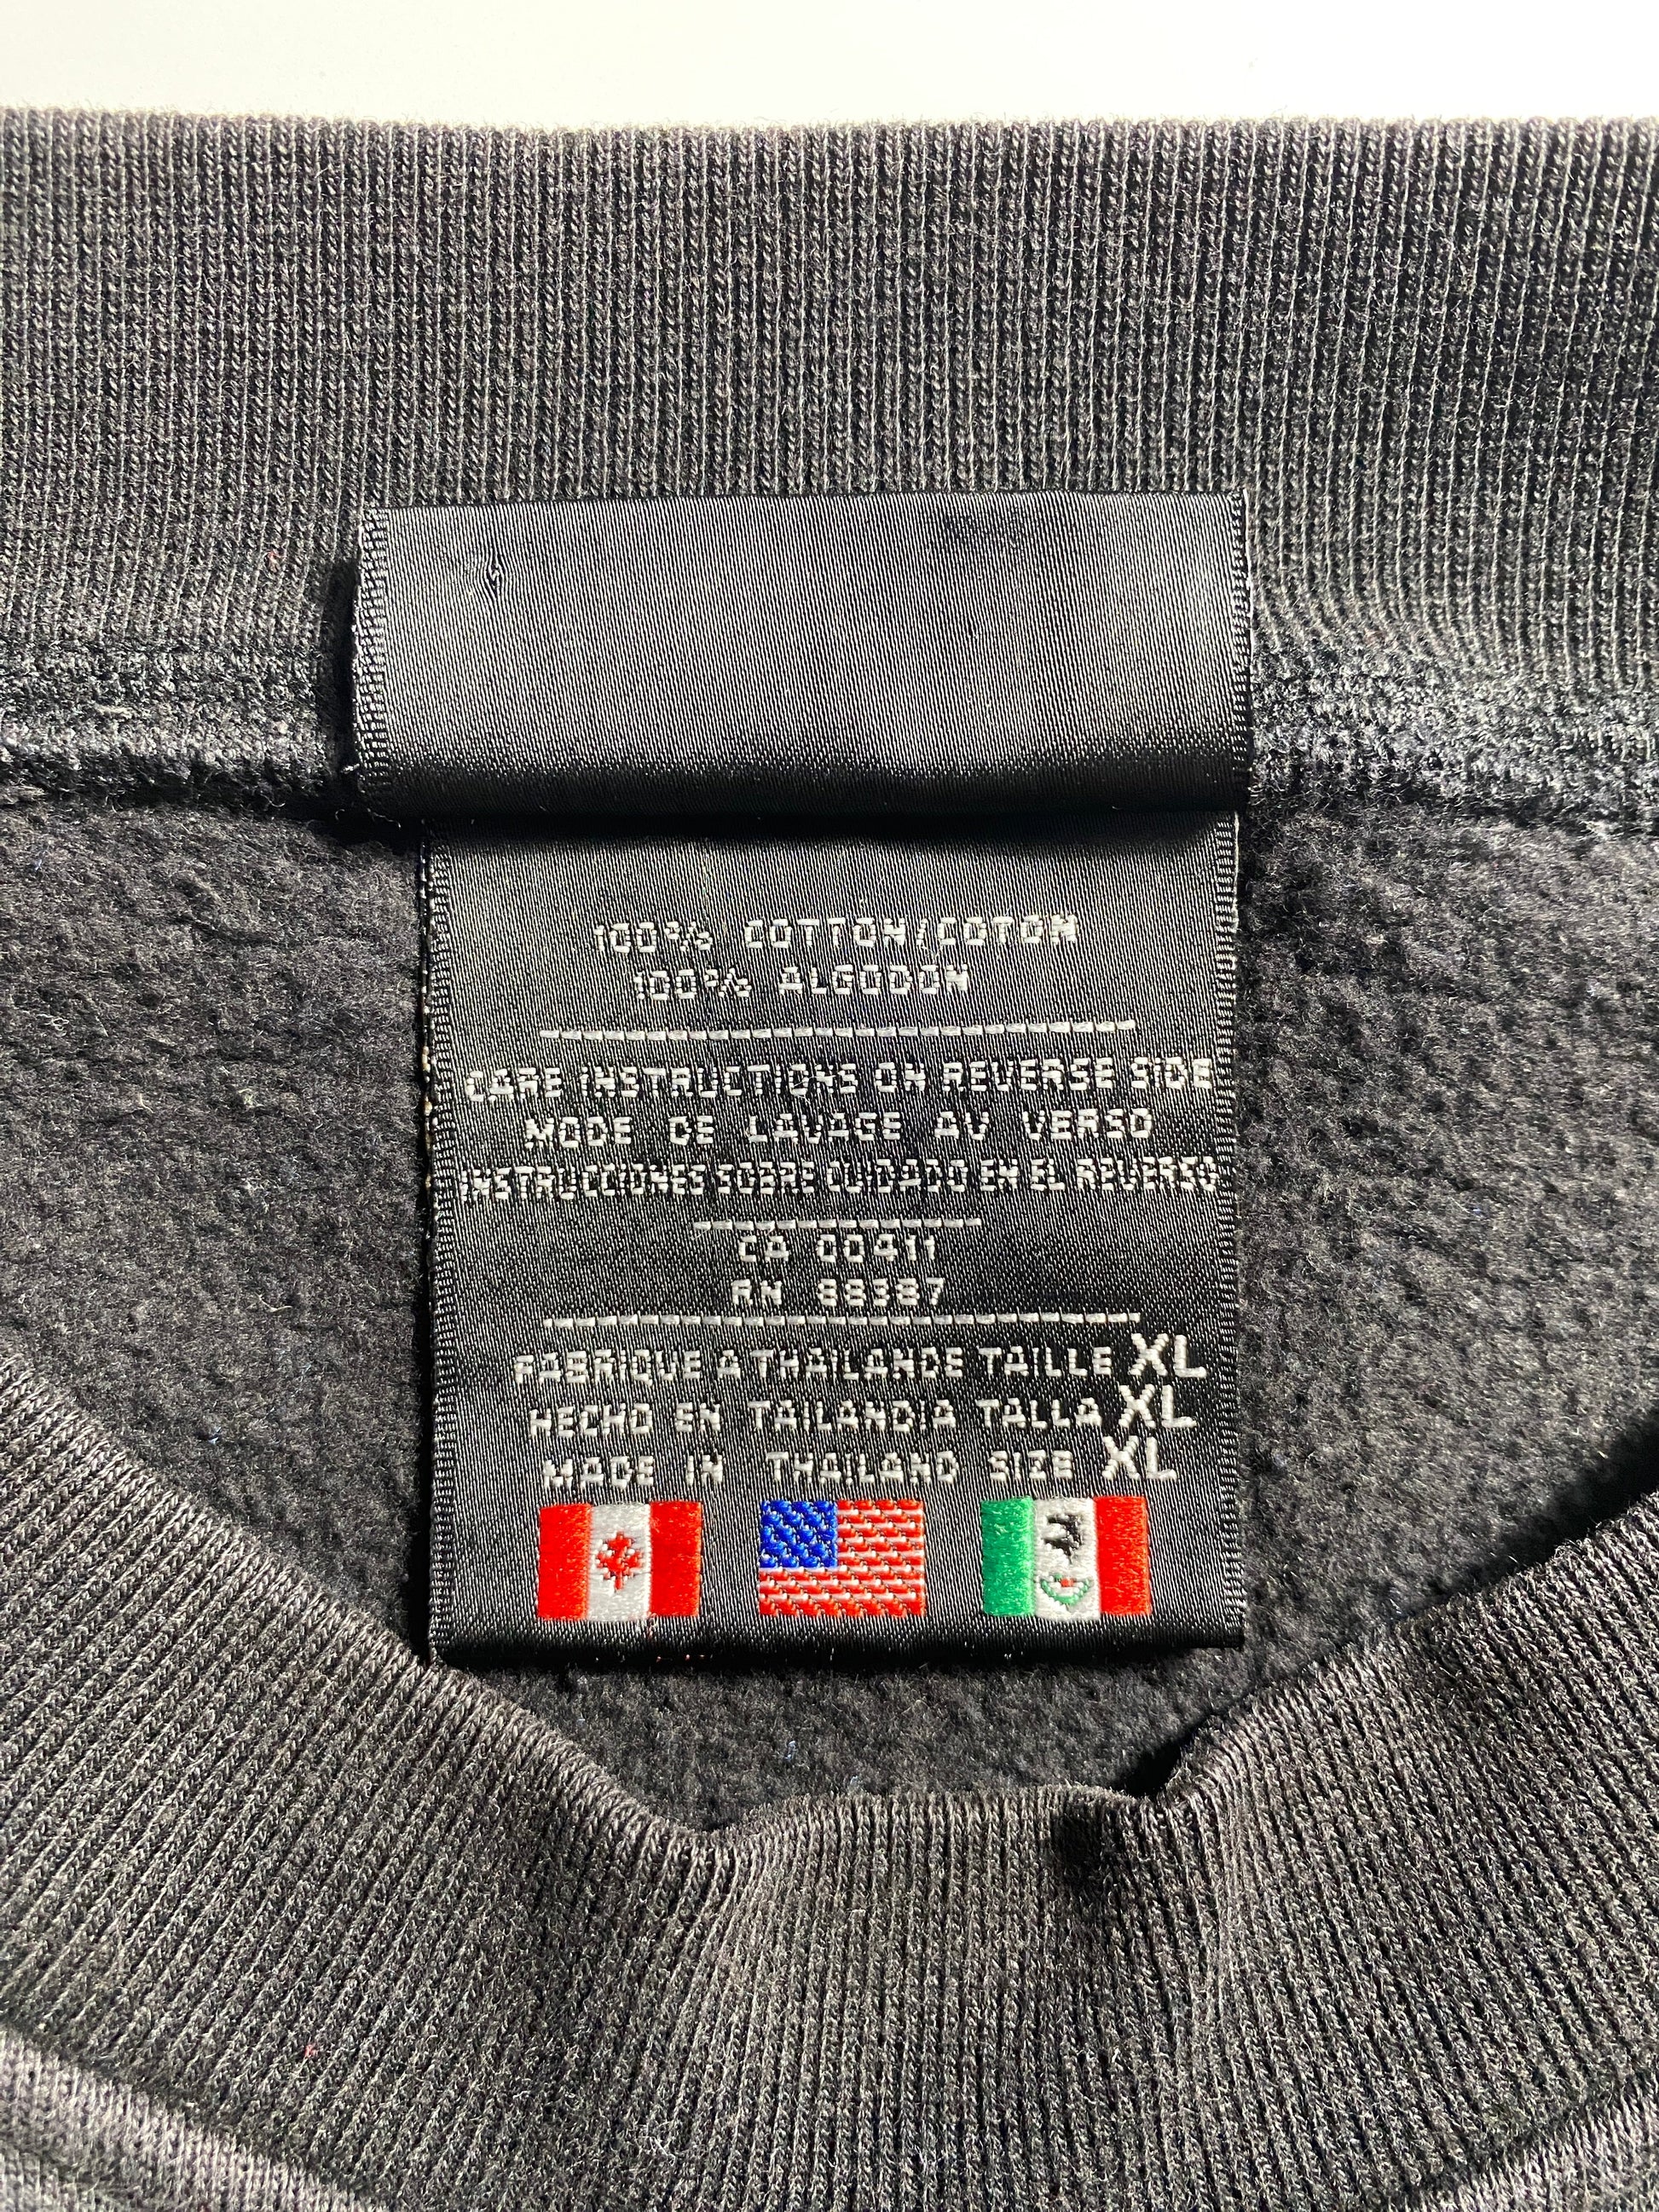 100% COTTON/COTON
100% ALGODON
CARE INSTRUCTIONS ON REVERSE SIDE
MODE DE LAVAGE AV VERSO
INSTRUCCIONES SOBRE CUIDADO EN EL REVERSO
CA 00411
RN
FABRIQUE A THAILANDE TAILLE XL
HECHO EN TAILANDIA TALLA XL
MADE IN THAILAND SIZE XL